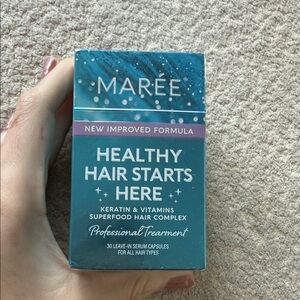 MARÉE
NEW IMPROVED FORMULA
HEALTHY
HAIR STARTS
HERE
KERATIN & VITAMINS
SUPERFOOD HAIR COMPLEX
Professional Treatment
30 LEAVE-IN SERUM CAPSULES
FOR ALL HAIR TYPES